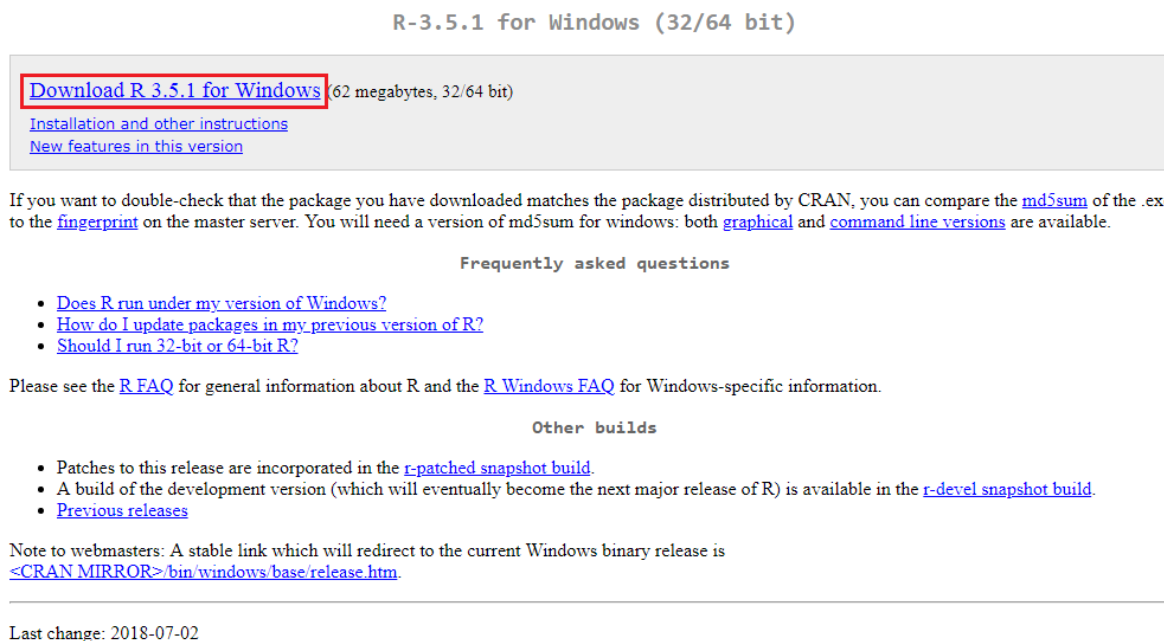 R-3.5.1 for Windows (32/64 bit)
Download R 3.5.1 for Windows (62 megabytes, 32/64 bit)
Installation and other instructions
New features in this version
If you want to double-check that the package you have downloaded matches the package distributed by CRAN, you can compare the md5sum of the .ex
to the fingerprint on the master server. You will need a version of md5sum for windows: both graphical and command line versions are available.
Frequently asked questions
• Does R run under my version of Windows?
• How do I update packages in my previous version of R?
• Should I run 32-bit or 64-bit R?
Please see the R FAQ for general information about R and the R Windows FAQ for Windows-specific information.
Other builds
• Patches to this release are incorporated in the r-patched snapshot build.
• A build of the development version (which will eventually become the next major release of R) is available in the r-devel snapshot build.
• Previous releases
Note to webmasters: A stable link which will redirect to the current Windows binary release is
<CRAN MIRROR>/bin/windows/base/release.htm.
Last change: 2018-07-02